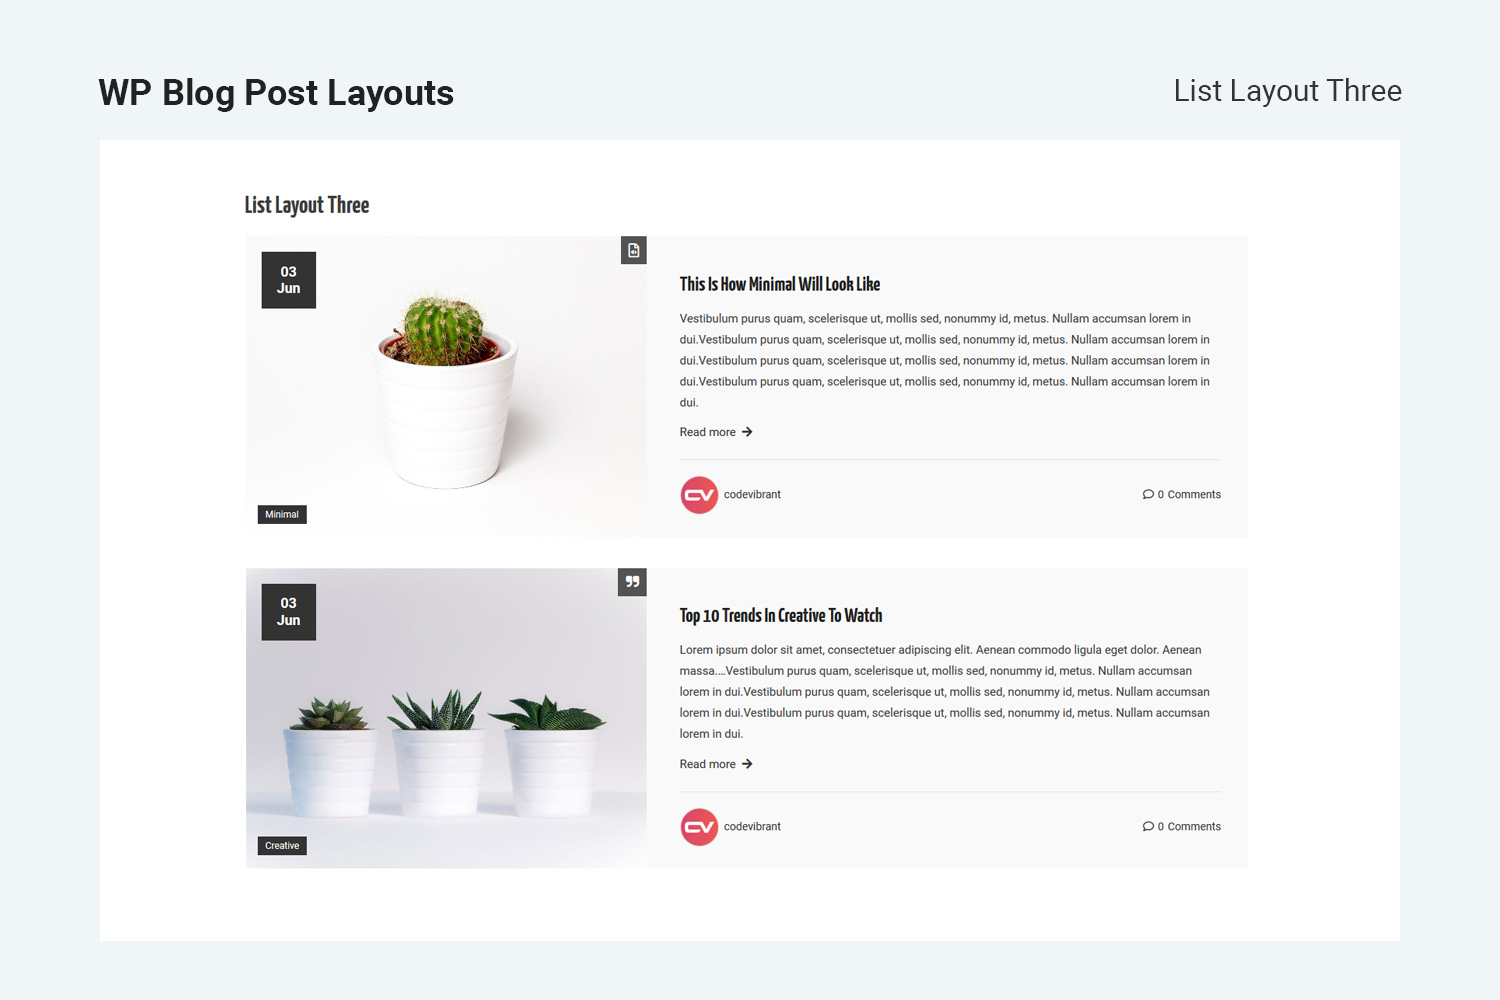 WP Blog Post Layouts
List Layout Three
List Layout Three
03
Jun
Minimal
This Is How Minimal Will Look Like
Vestibulum purus quam, scelerisque ut, mollis sed, nonummy id, metus. Nullam accumsan lorem in
dui.Vestibulum purus quam, scelerisque ut, mollis sed, nonummy id, metus. Nullam accumsan lorem in
dui.Vestibulum purus quam, scelerisque ut, mollis sed, nonummy id, metus. Nullam accumsan lorem in
dui.Vestibulum purus quam, scelerisque ut, mollis sed, nonummy id, metus. Nullam accumsan lorem in
dui.
Read more
CV codevibrant
0 Comments
03
Jun
Creative
Top 10 Trends In Creative To Watch
Lorem ipsum dolor sit amet, consectetuer adipiscing elit. Aenean commodo ligula eget dolor. Aenean
massa....Vestibulum purus quam, scelerisque ut, mollis sed, nonummy id, metus. Nullam accumsan
lorem in dui.Vestibulum purus quam, scelerisque ut, mollis sed, nonummy id, metus. Nullam accumsan
lorem in dui.Vestibulum purus quam, scelerisque ut, mollis sed, nonummy id, metus. Nullam accumsan
lorem in dui.
Read more
CV codevibrant
0 Comments